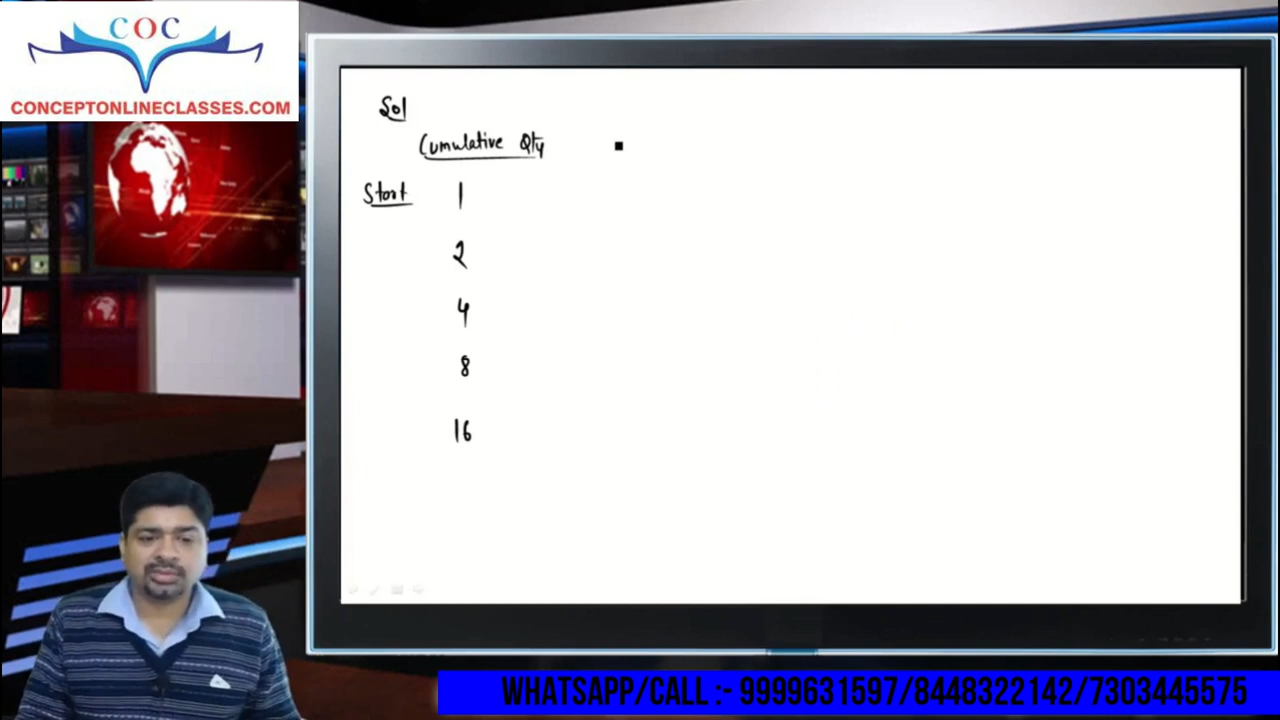 COC
CONCEPTONLINECLASSES.COM
Sol
Cumulative Qty
Start 1
2
4
8
16
WHATSAPP/CALL :- 9999631597/8448322142/7303445575